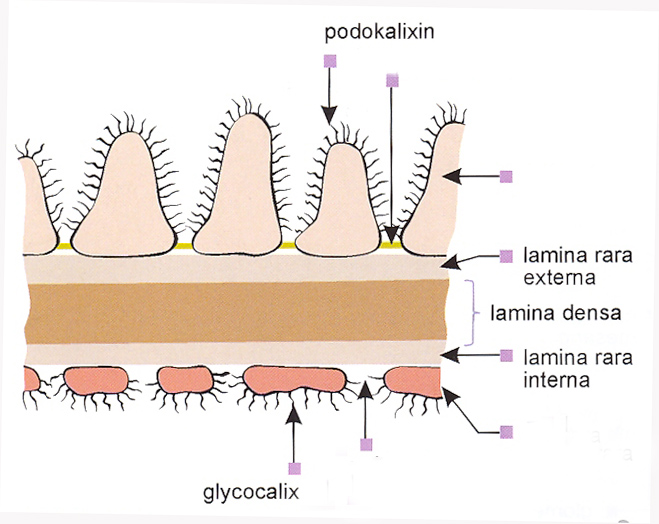 podokalixin
lamina rara
externa
lamina densa
lamina rara
interna
glycocalix